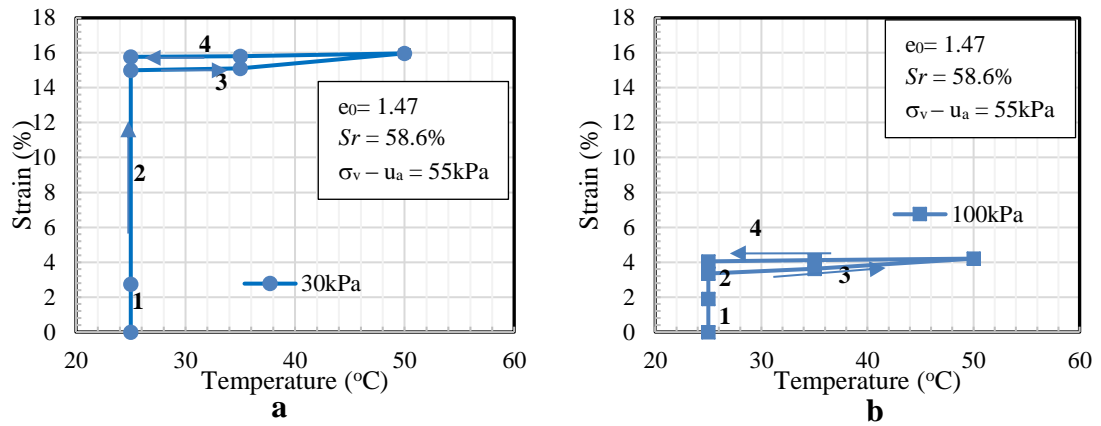 18
16
14
12
10
8
6
4
2
0
Strain (%)
4
3
2
1
e0= 1.47
Sr = 58.6%
σv – ua = 55kPa
30kPa
20 30 40 50 60
Temperature (oC)
a
18
16
14
12
10
8
6
4
2
0
Strain (%)
e0= 1.47
Sr = 58.6%
σv – ua = 55kPa
100kPa
4
2
3
1
20 30 40 50 60
Temperature (oC)
b